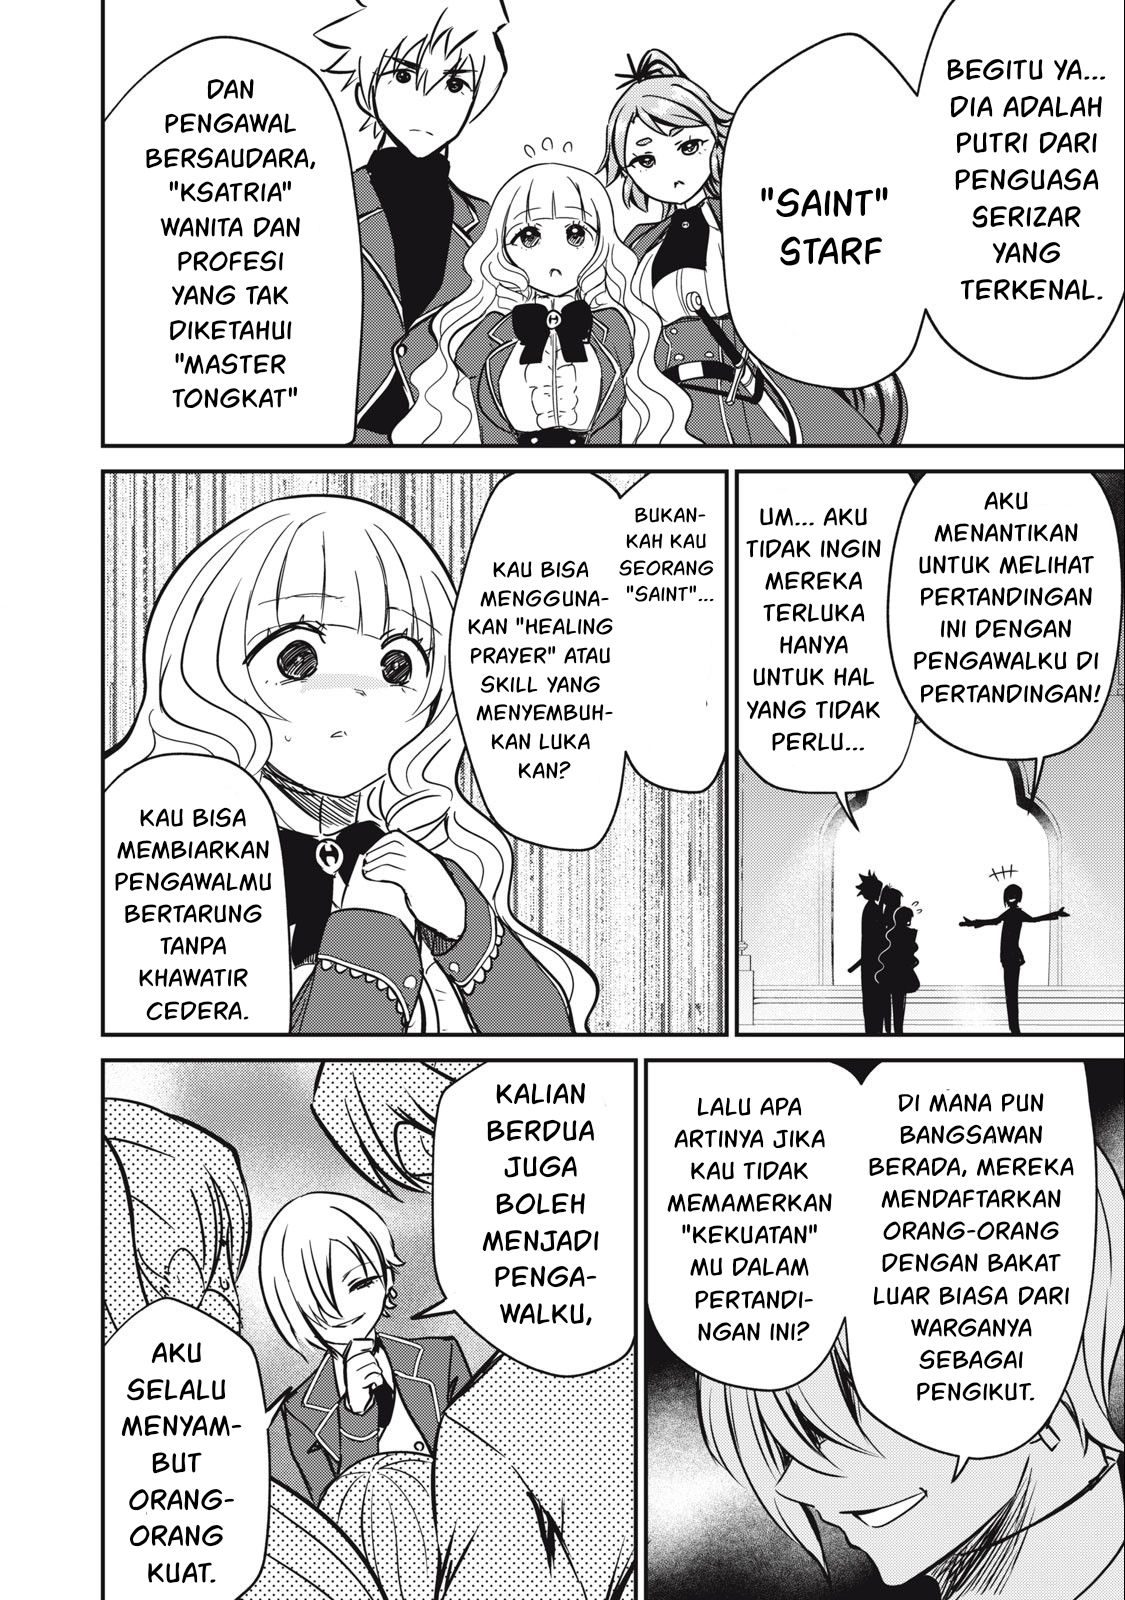 BEGITU YA...
DIA ADALAH
PUTRI DARI
PENGUASA
SERIZAR
YANG
TERKENAL.
"SAINT"
STARF
DAN
PENGAWAL
BERSAUDARA,
"KSATRIA"
WANITA DAN
PROFESI
YANG TAK
DIKETAHUI
"MASTER
TONGKAT"
AKU
MENANTIKAN
UNTUK MELIHAT
PERTANDINGAN
INI DENGAN
PENGAWALKU DI
PERTANDINGAN!
UM... AKU
TIDAK INGIN
MEREKA
TERLUKA
HANYA
UNTUK HAL
YANG TIDAK
PERLU...
BUKAN-
KAH KAU
SEORANG
"SAINT"...
KAU BISA
MENGGUNA-
KAN "HEALING
PRAYER" ATAU
SKILL YANG
MENYEMBUH-
KAN LUKA
KAN?
KAU BISA
MEMBIARKAN
PENGAWALMU
BERTARUNG
TANPA
KHAWATIR
CEDERA.
DI MANA PUN
BANGSAWAN
BERADA, MEREKA
MENDAFTARKAN
ORANG-ORANG
DENGAN BAKAT
LUAR BIASA DARI
WARGANYA
SEBAGAI
PENGIKUT.
LALU APA
ARTINYA JIKA
KAU TIDAK
MEMAMERKAN
"KEKUATAN"
MU DALAM
PERTANDI-
NGAN INI?
KALIAN
BERDUA
JUGA
BOLEH
MENJADI
PENGA-
WALKU,
AKU
SELALU
MENYAM-
BUT
ORANG-
ORANG
KUAT.